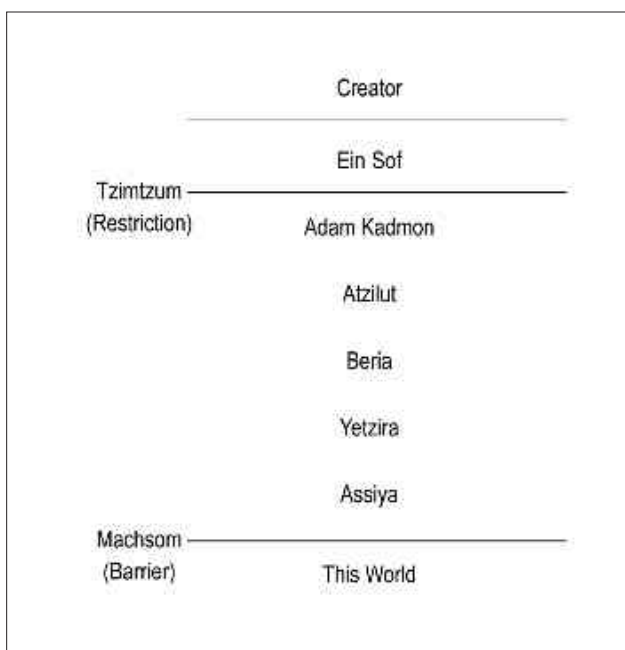 Creator
Ein Sof
Tzimtzum
(Restriction)
Adam Kadmon
Atzilut
Beria
Yetzira
Assiya
Machsom
(Barrier)
This World